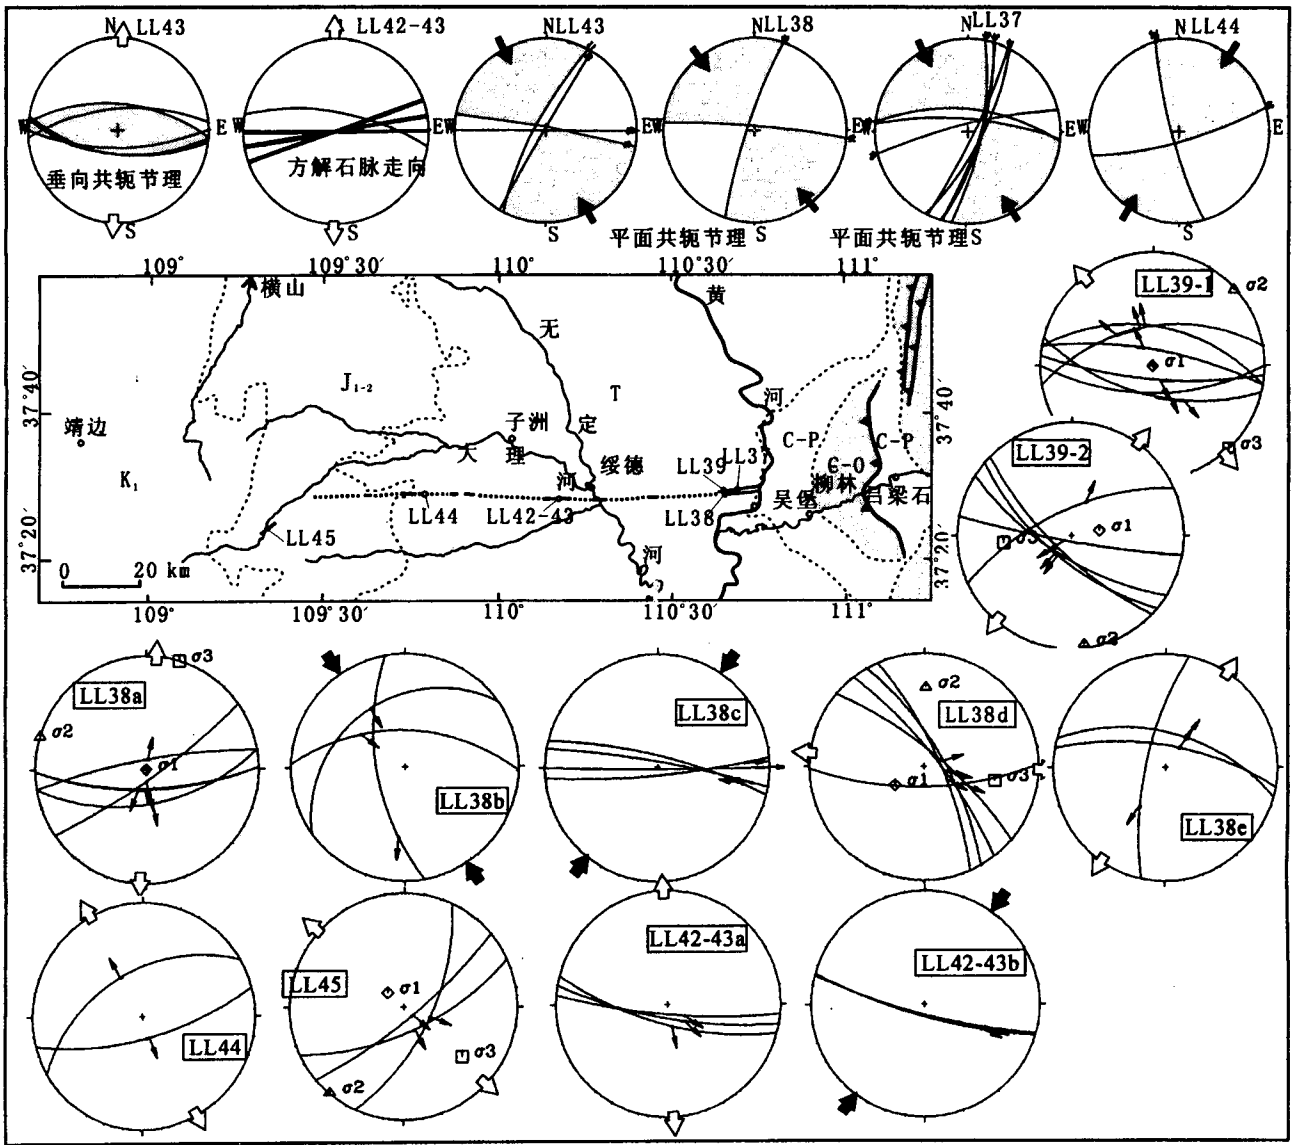 N LL43
LL42-43
N LL43
N LL38
N LL37
N LL44
W
E W
E W
E W
E W
E
垂向共轭节理
方解石脉走向
S
S
S
平面共轭节理 S
平面共轭节理 S
S
109°
109°30′
110°
110°30′
111°
横山
黄
无
河
J₁₋₂
T
37°40′
37°40′
靖边
子洲
定
C-P
C-P
大
理
绥德
LL39
LL37
Є-O
K₁
河
柳林
吴堡
吕梁石
LL44
LL42-43
LL38
LL45
37°20′
37°20′
河
0
20 km
109°
109°30′
110°
110°30′
111°
LL39-1
σ2
σ1
σ3
LL39-2
σ1
σ3
σ2
LL38a
σ3
σ2
σ1
LL38b
LL38c
LL38d
σ2
σ1
σ3
LL38e
LL44
LL45
σ1
σ3
σ2
LL42-43a
LL42-43b